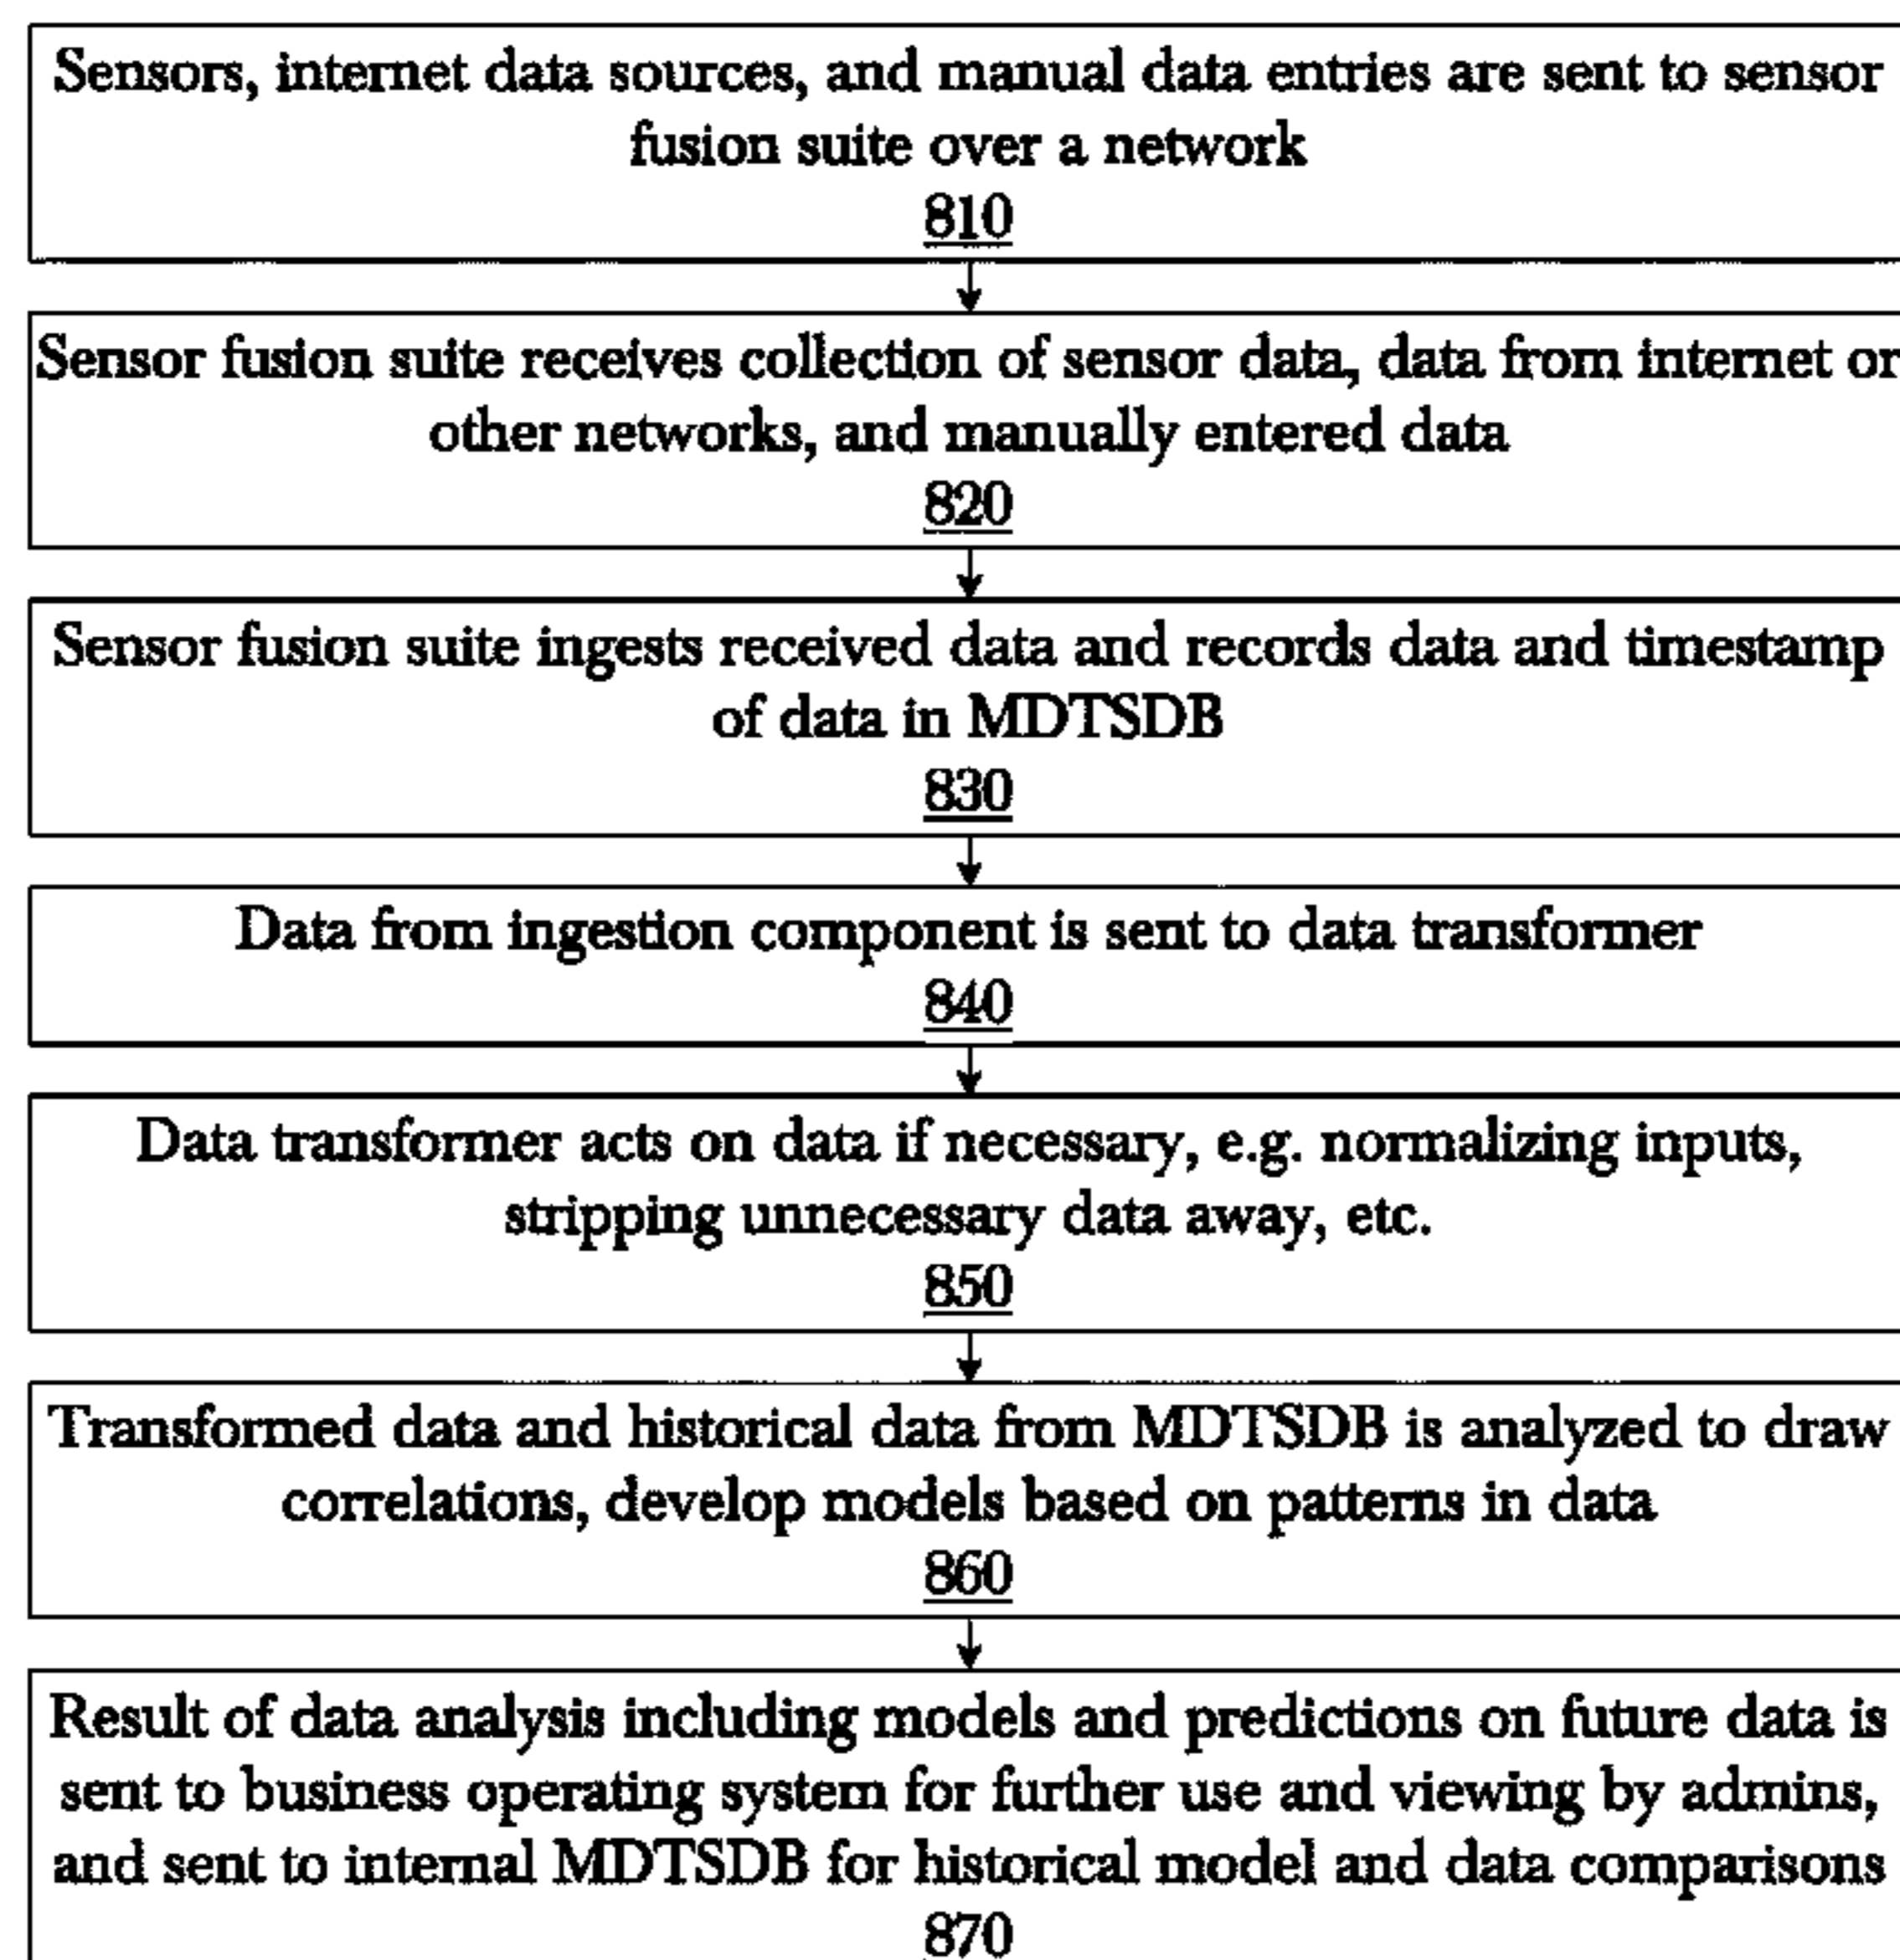 Sensors, internet data sources, and manual data entries are sent to sensor
fusion suite over a network
810
Sensor fusion suite receives collection of sensor data, data from internet or
other networks, and manually entered data
820
Sensor fusion suite ingests received data and records data and timestamp
of data in MDTSDB
830
Data from ingestion component is sent to data transformer
840
Data transformer acts on data if necessary, e.g. normalizing inputs,
stripping unnecessary data away, etc.
850
Transformed data and historical data from MDTSDB is analyzed to draw
correlations, develop models based on patterns in data
860
Result of data analysis including models and predictions on future data is
sent to business operating system for further use and viewing by admins,
and sent to internal MDTSDB for historical model and data comparisons
870